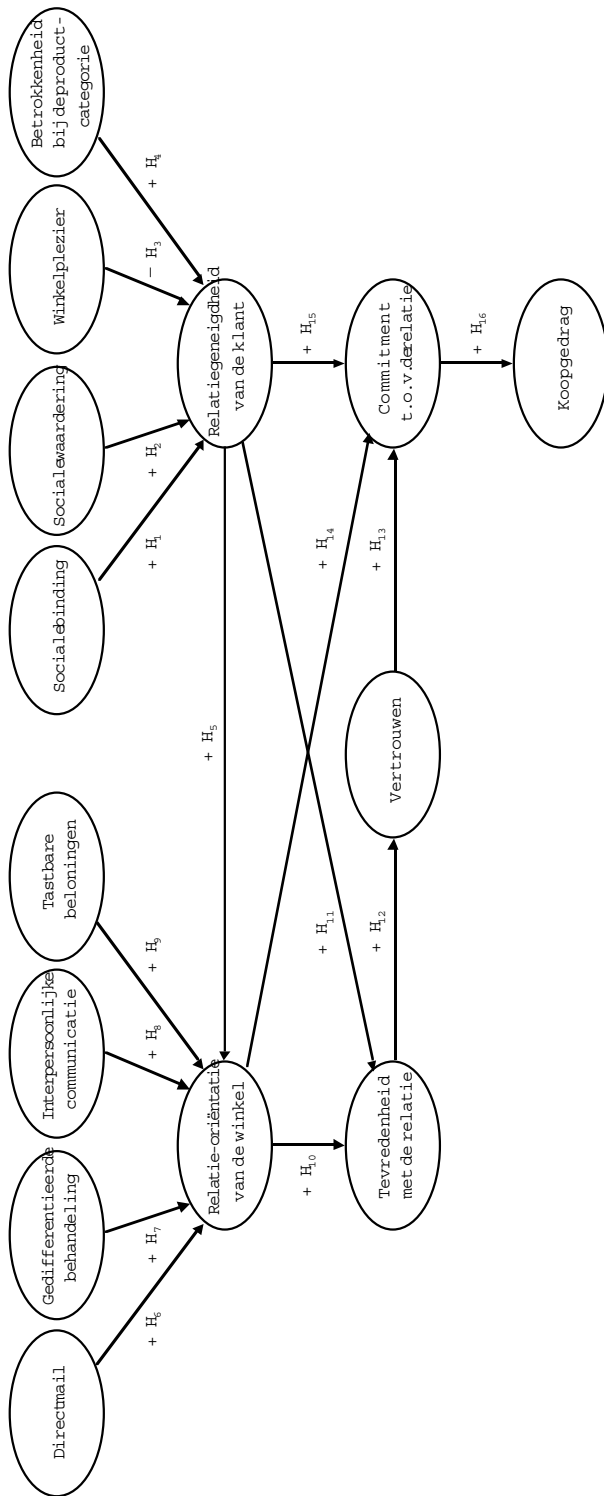 Directmail
Gedifferentieerde
behandeling
Interpersoonlijke
communicatie
Tastbare
beloningen
Socialebinding
Socialewaardering
Winkelplezier
Betrokkenheid
bijdeproduct-
categorie
+ H6
+ H7
+ H8
+ H9
+ H1
+ H2
− H3
+ H4
Relatie-oriëntatie
van de winkel
+ H5
Relatiegeneigdheid
van de klant
+ H10
+ H11
+ H14
+ H15
Tevredenheid
met de relatie
+ H12
Vertrouwen
+ H13
Commitment
t.o.v.derelatie
+ H16
Koopgedrag